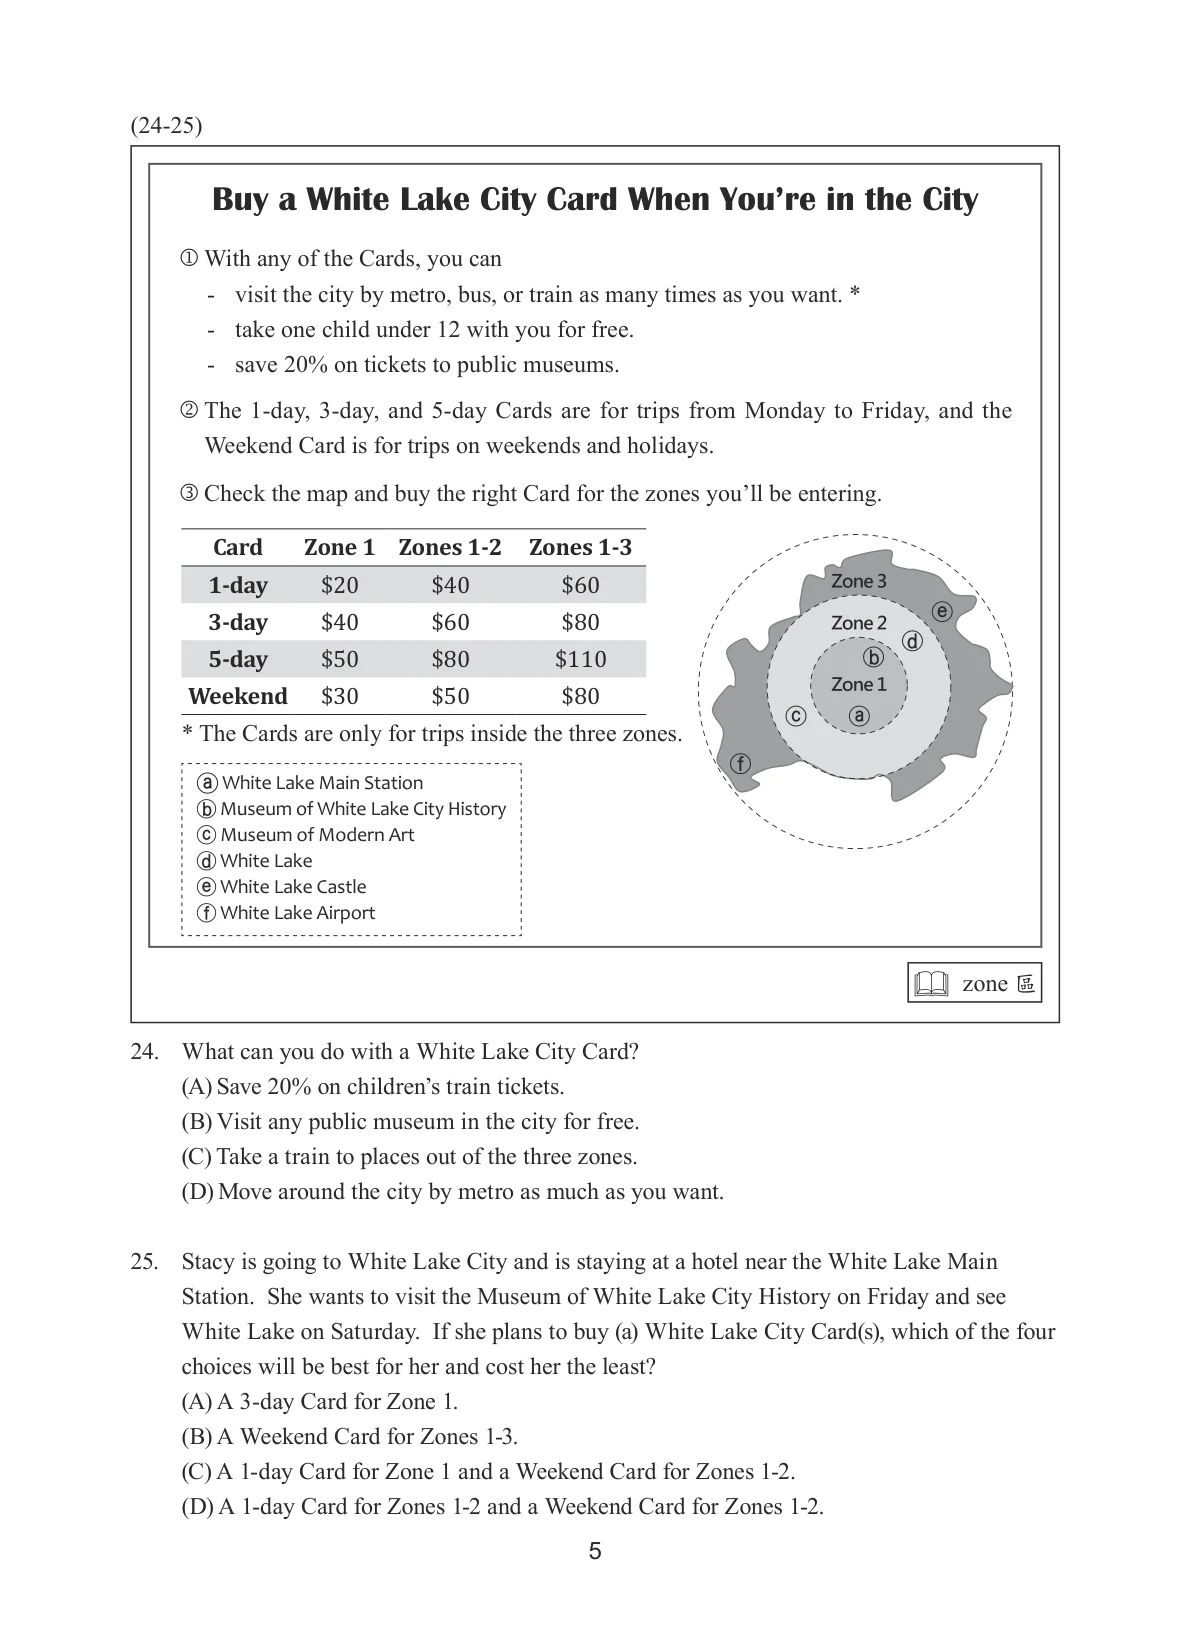 (24-25)
Buy a White Lake City Card When You're in the City
① With any of the Cards, you can
- visit the city by metro, bus, or train as many times as you want. *
- take one child under 12 with you for free.
- save 20% on tickets to public museums.
② The 1-day, 3-day, and 5-day Cards are for trips from Monday to Friday, and the
Weekend Card is for trips on weekends and holidays.
③ Check the map and buy the right Card for the zones you'll be entering.
Card Zone 1 Zones 1-2 Zones 1-3
1-day $20 $40 $60
3-day $40 $60 $80
5-day $50 $80 $110
Weekend $30 $50 $80
* The Cards are only for trips inside the three zones.
Zone 3
ⓔ
Zone 2
ⓓ
ⓑ
Zone 1
ⓒ
ⓐ
ⓕ
ⓐ White Lake Main Station
ⓑ Museum of White Lake City History
ⓒ Museum of Modern Art
ⓓ White Lake
ⓔ White Lake Castle
ⓕ White Lake Airport
zone 區
24. What can you do with a White Lake City Card?
(A) Save 20% on children's train tickets.
(B) Visit any public museum in the city for free.
(C) Take a train to places out of the three zones.
(D) Move around the city by metro as much as you want.
25. Stacy is going to White Lake City and is staying at a hotel near the White Lake Main
Station. She wants to visit the Museum of White Lake City History on Friday and see
White Lake on Saturday. If she plans to buy (a) White Lake City Card(s), which of the four
choices will be best for her and cost her the least?
(A) A 3-day Card for Zone 1.
(B) A Weekend Card for Zones 1-3.
(C) A 1-day Card for Zone 1 and a Weekend Card for Zones 1-2.
(D) A 1-day Card for Zones 1-2 and a Weekend Card for Zones 1-2.
5